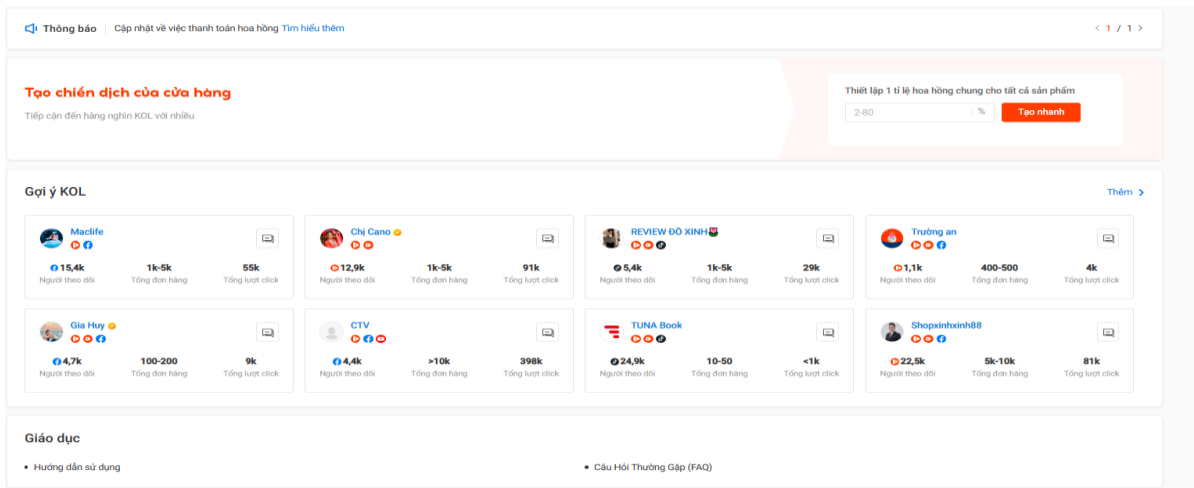 Thông báo Cập nhật về việc thanh toán hoa hồng Tìm hiểu thêm < 1 / 1 >
Tạo chiến dịch của cửa hàng
Tiếp cận đến hàng nghìn KOL với nhiều
Thiết lập 1 tỉ lệ hoa hồng chung cho tất cả sản phẩm
2-80 % Tạo nhanh
Gợi ý KOL Thêm >
Maclife
15,4k 1k-5k 55k
Người theo dõi Tổng đơn hàng Tổng lượt click
Chị Cano
12,9k 1k-5k 91k
Người theo dõi Tổng đơn hàng Tổng lượt click
REVIEW ĐỒ XINH🌷
5,4k 1k-5k 29k
Người theo dõi Tổng đơn hàng Tổng lượt click
Trường an
1,1k 400-500 4k
Người theo dõi Tổng đơn hàng Tổng lượt click
Gia Huy
4,7k 100-200 9k
Người theo dõi Tổng đơn hàng Tổng lượt click
CTV
4,4k >10k 398k
Người theo dõi Tổng đơn hàng Tổng lượt click
TUNA Book
24,9k 10-50 <1k
Người theo dõi Tổng đơn hàng Tổng lượt click
Shopxinhxinh88
22,5k 5k-10k 81k
Người theo dõi Tổng đơn hàng Tổng lượt click
Giáo dục
• Hướng dẫn sử dụng
• Câu Hỏi Thường Gặp (FAQ)